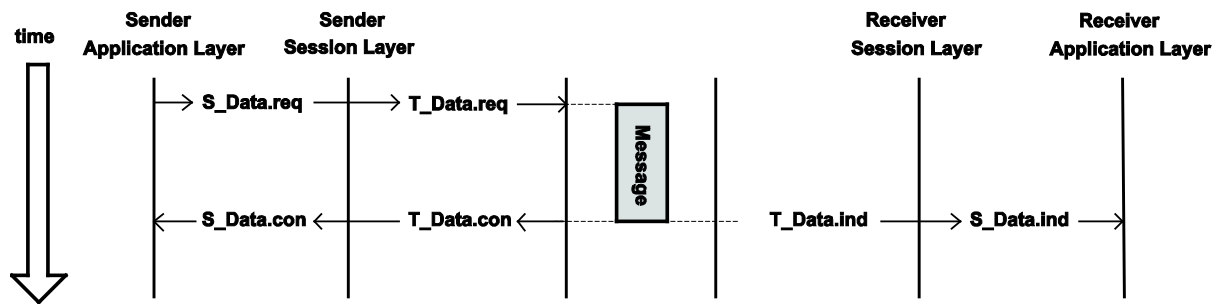 time
Sender
Application Layer
Sender
Session Layer
Receiver
Session Layer
Receiver
Application Layer
S_Data.req
T_Data.req
Message
S_Data.con
T_Data.con
T_Data.ind
S_Data.ind